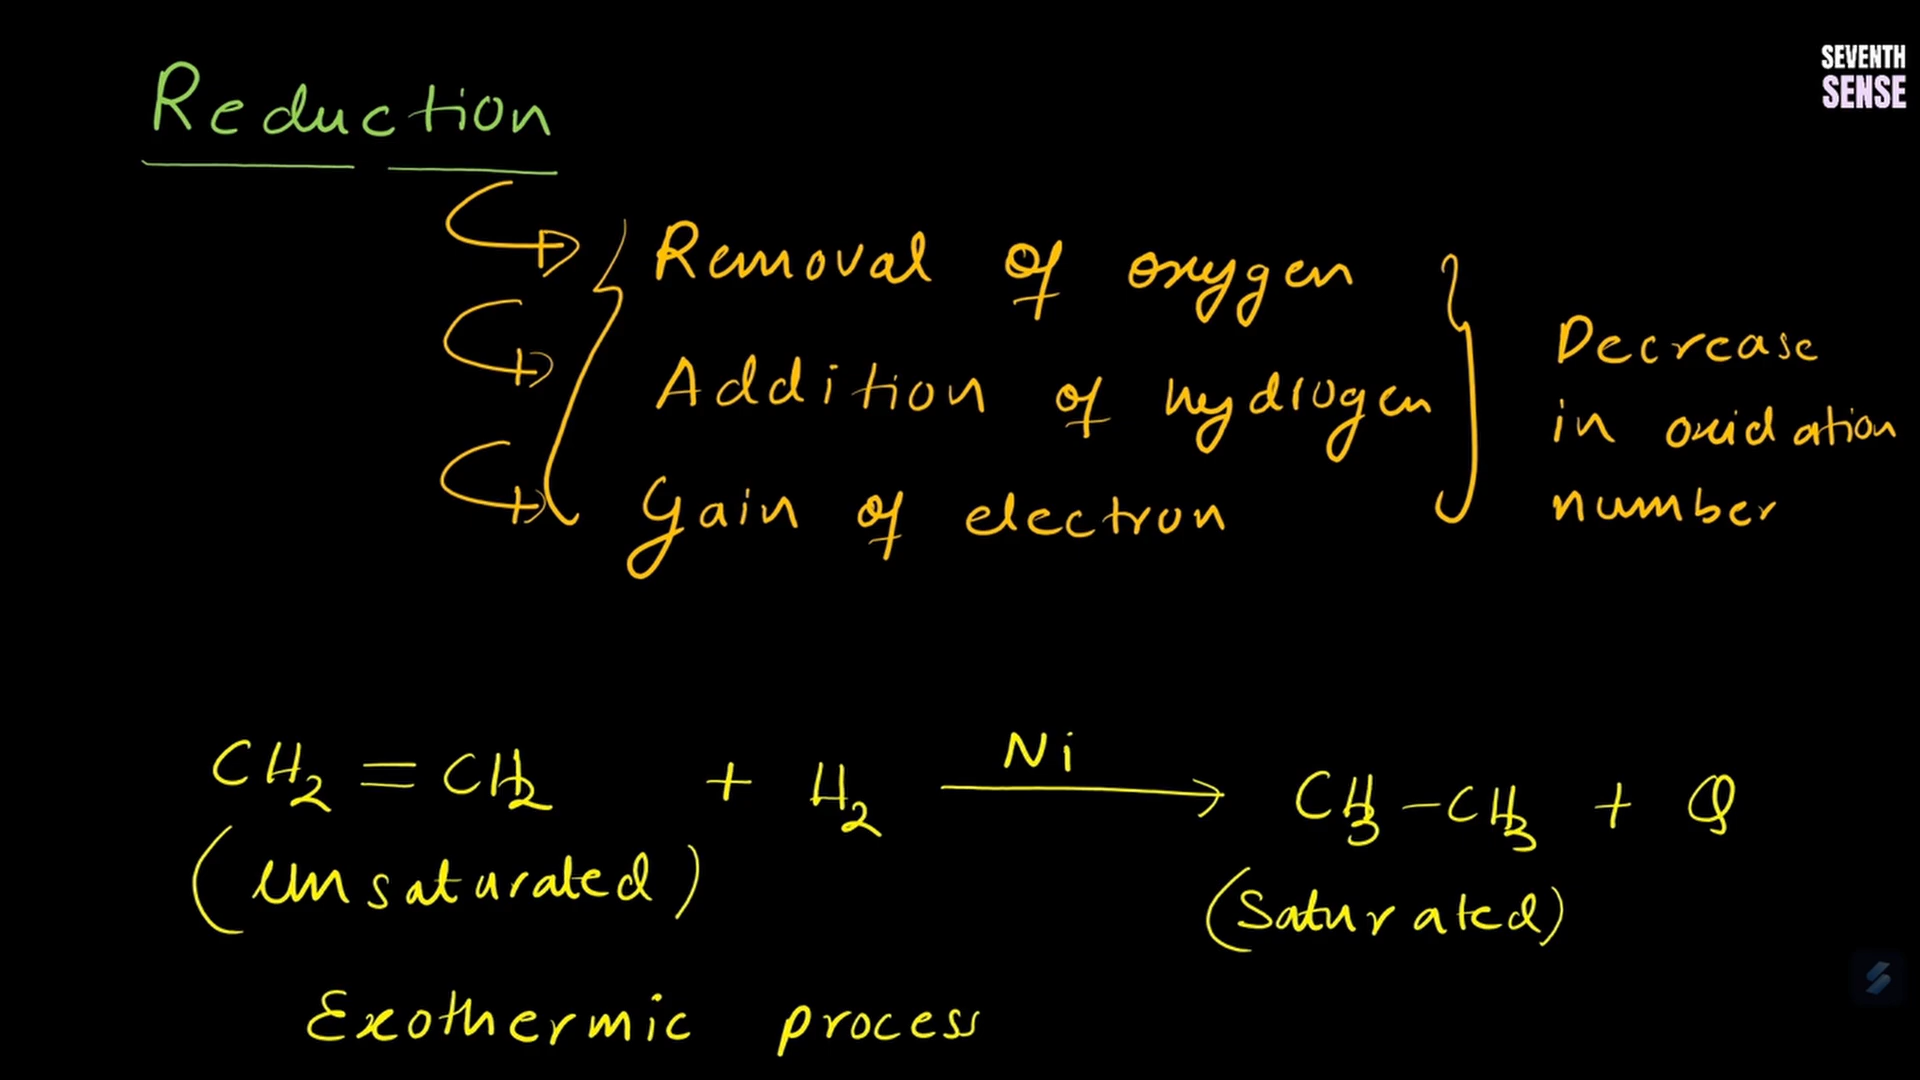 SEVENTH
SENSE
Reduction
Removal of oxygen
Addition of hydrogen
Gain of electron
Decrease
in oxidation
number
CH₂ = CH₂ + H₂ —Ni→ CH₃ – CH₃ + Q
(Unsaturated) (Saturated)
Exothermic process